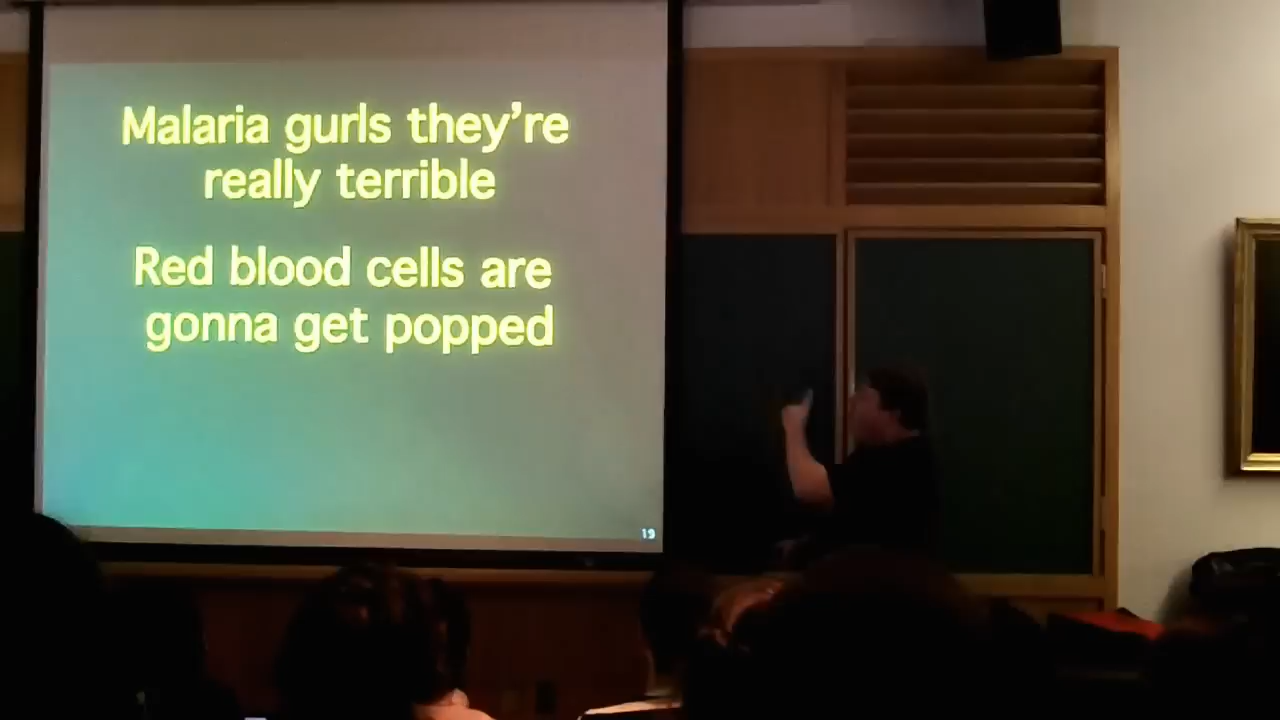 Malaria gurls they're
really terrible
Red blood cells are
gonna get popped
19